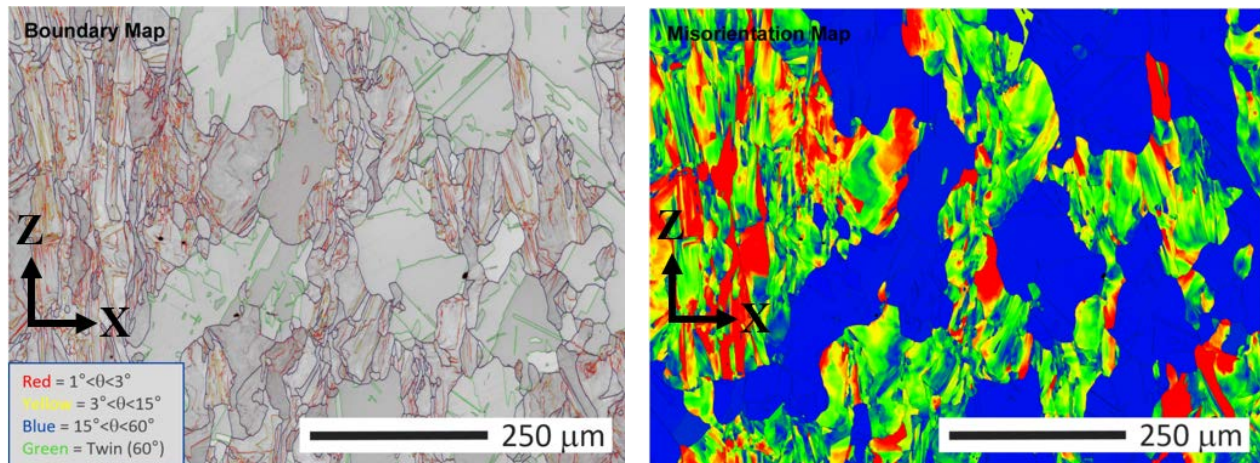 Boundary Map
Z
X
Red = 1°<θ<3°
Yellow = 3°<θ<15°
Blue = 15°<θ<60°
Green = Twin (60°)
250 μm
Misorientation Map
Z
X
250 μm